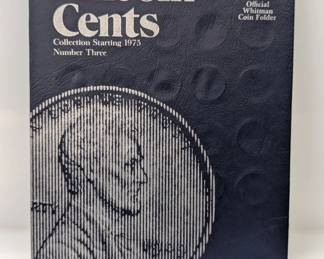 Cents
Collection Starting 1975
Number Three
Official
Whitman
Coin Folder